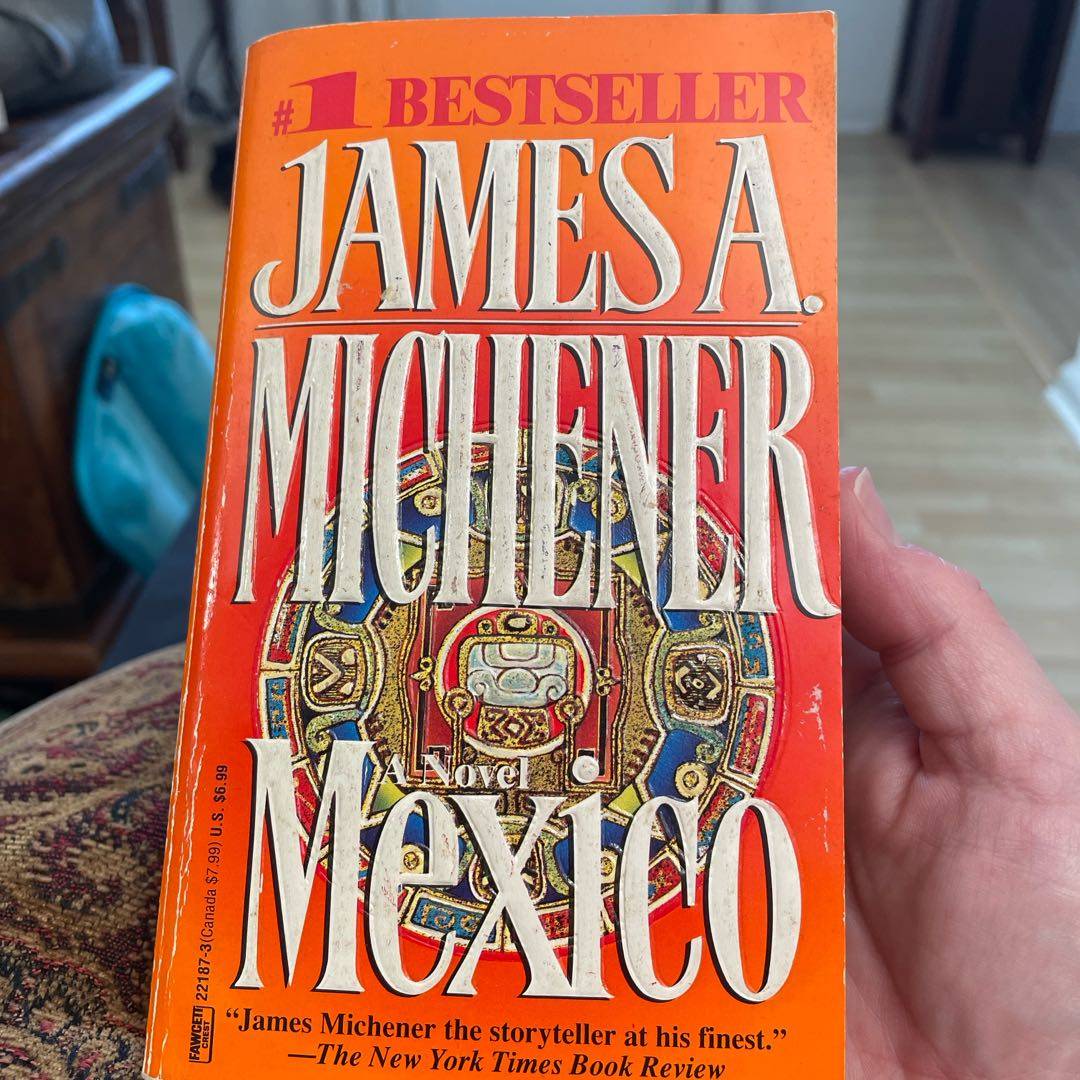 #1 BESTSELLER
JAMES A.
MICHENER
A Novel
Mexico
"James Michener the storyteller at his finest."
—The New York Times Book Review
FAWCETT
CREST
22187-3(Canada $7.99) U.S. $6.99